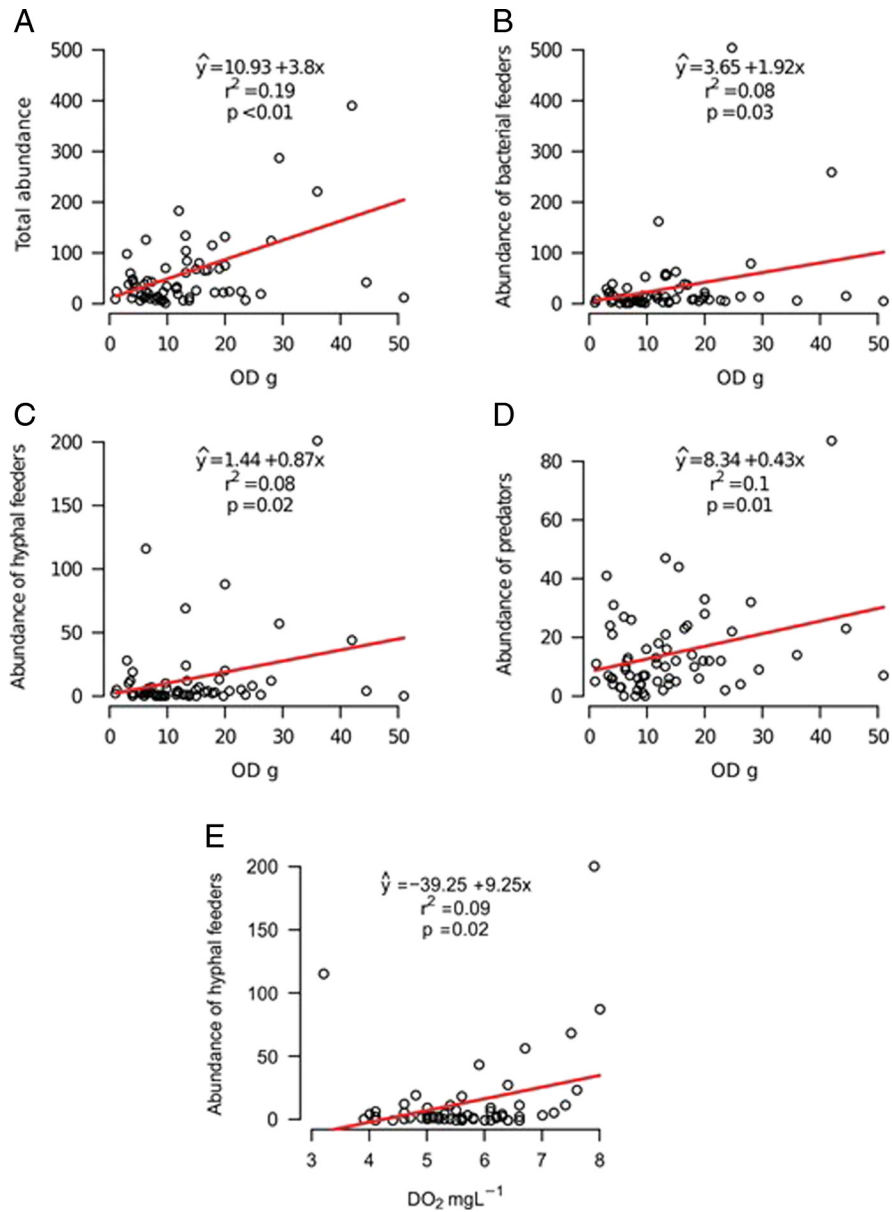 A
500
400
300
200
100
0
Total abundance
ŷ =10.93 +3.8x
r² =0.19
p <0.01
0 10 20 30 40 50
OD g
B
500
400
300
200
100
0
Abundance of bacterial feeders
ŷ =3.65 +1.92x
r² =0.08
p =0.03
0 10 20 30 40 50
OD g
C
200
150
100
50
0
Abundance of hyphal feeders
ŷ =1.44 +0.87x
r² =0.08
p =0.02
0 10 20 30 40 50
OD g
D
80
60
40
20
0
Abundance of predators
ŷ =8.34 +0.43x
r² =0.1
p =0.01
0 10 20 30 40 50
OD g
E
200
150
100
50
0
Abundance of hyphal feeders
ŷ =−39.25 +9.25x
r² =0.09
p =0.02
3 4 5 6 7 8
DO₂ mgL⁻¹